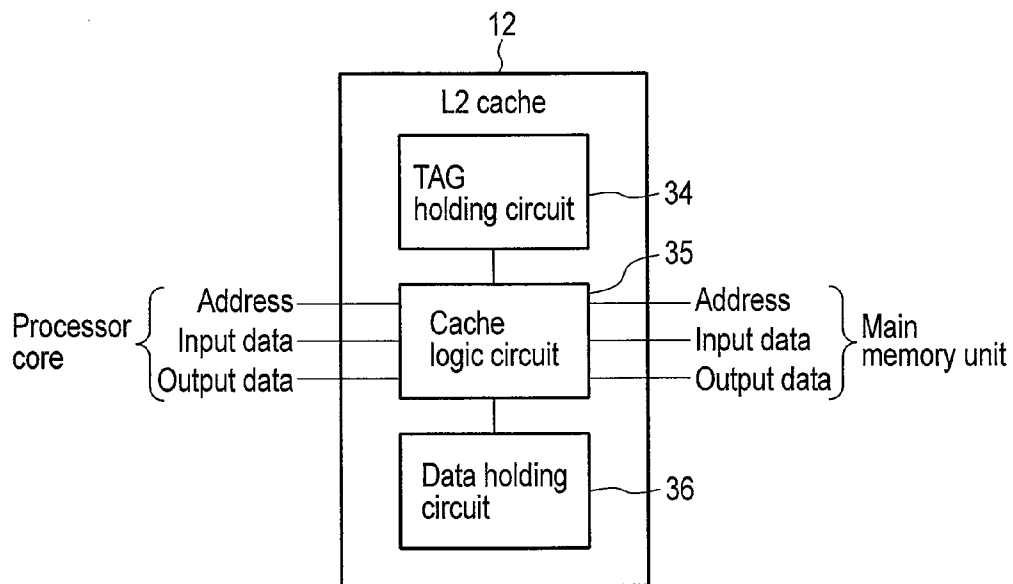 12
L2 cache
TAG
holding circuit
34
35
Processor
core
Address
Input data
Output data
Cache
logic circuit
Address
Input data
Output data
Main
memory unit
Data holding
circuit
36